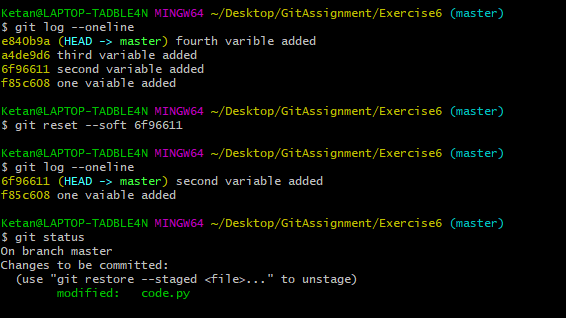 Ketan@LAPTOP-TADBLE4N MINGW64 ~/Desktop/GitAssignment/Exercise6 (master)
$ git log --oneline
e840b9a (HEAD -> master) fourth varible added
a4de9d6 third variable added
6f96611 second variable added
f85c608 one vaiable added
Ketan@LAPTOP-TADBLE4N MINGW64 ~/Desktop/GitAssignment/Exercise6 (master)
$ git reset --soft 6f96611
Ketan@LAPTOP-TADBLE4N MINGW64 ~/Desktop/GitAssignment/Exercise6 (master)
$ git log --oneline
6f96611 (HEAD -> master) second variable added
f85c608 one vaiable added
Ketan@LAPTOP-TADBLE4N MINGW64 ~/Desktop/GitAssignment/Exercise6 (master)
$ git status
On branch master
Changes to be committed:
  (use "git restore --staged <file>..." to unstage)
        modified:   code.py